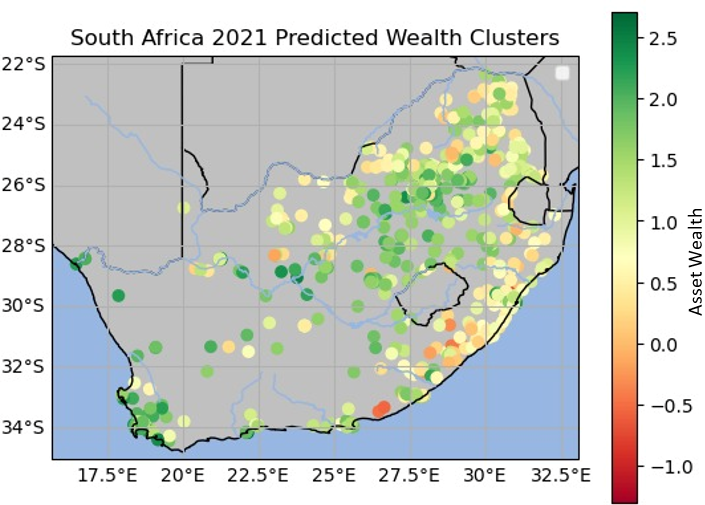 South Africa 2021 Predicted Wealth Clusters
22°S
24°S
26°S
28°S
30°S
32°S
34°S
17.5°E 20°E 22.5°E 25°E 27.5°E 30°E 32.5°E
2.5
2.0
1.5
1.0
0.5
0.0
−0.5
−1.0
Asset Wealth